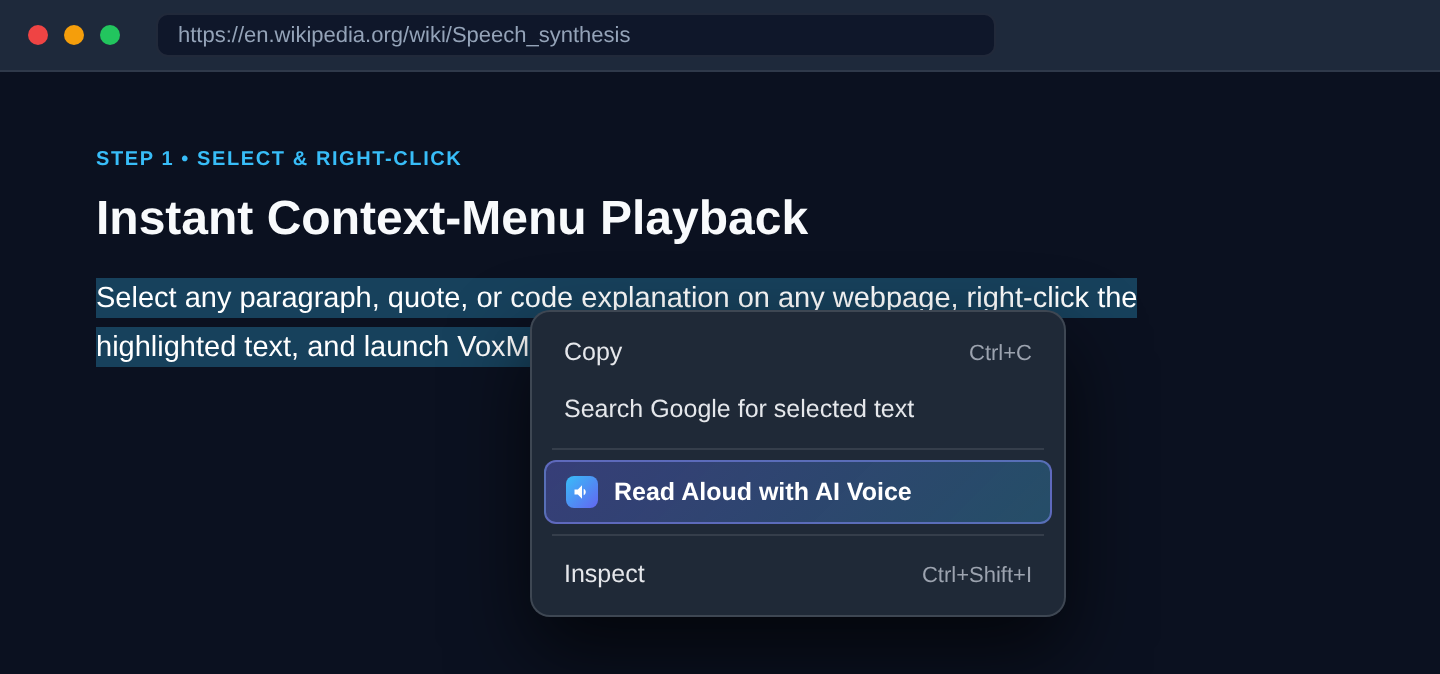 https://en.wikipedia.org/wiki/Speech_synthesis
STEP 1 • SELECT & RIGHT-CLICK
Instant Context-Menu Playback
Select any paragraph, quote, or code explanation on any webpage, right-click the
highlighted text, and launch VoxM
Copy Ctrl+C
Search Google for selected text
Read Aloud with AI Voice
Inspect Ctrl+Shift+I